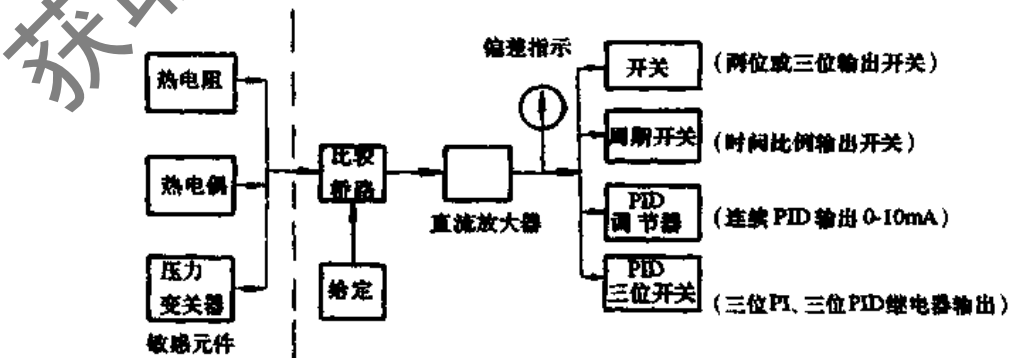 获取
偏差指示
热电阻
开关
(两位或三位输出开关)
周期开关
(时间比例输出开关)
热电偶
比较
桥路
直流放大器
PID
调节器
(连续PID输出0-10mA)
压力
变关器
给定
PID
三位开关
(三位PI、三位PID继电器输出)
敏感元件